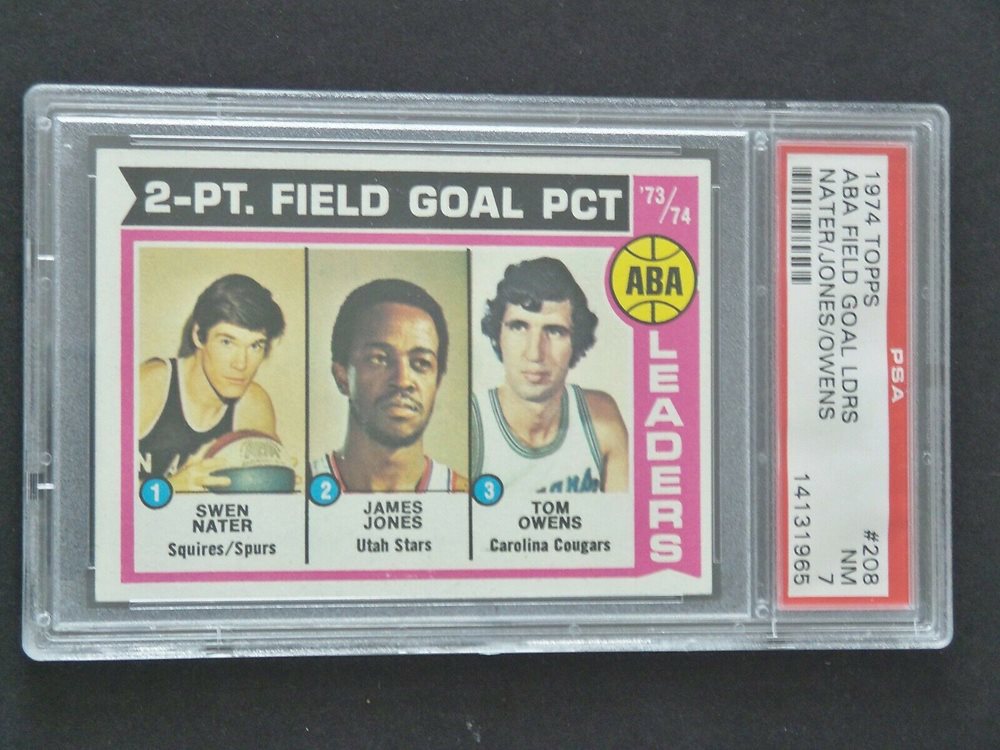 2-PT. FIELD GOAL PCT
'73/74
ABA
LEADERS
1
SWEN
NATER
Squires/Spurs
2
JAMES
JONES
Utah Stars
3
TOM
OWENS
Carolina Cougars
PSA
1974 TOPPS
ABA FIELD GOAL LDRS
NATER/JONES/OWENS
#208
NM
7
14131965